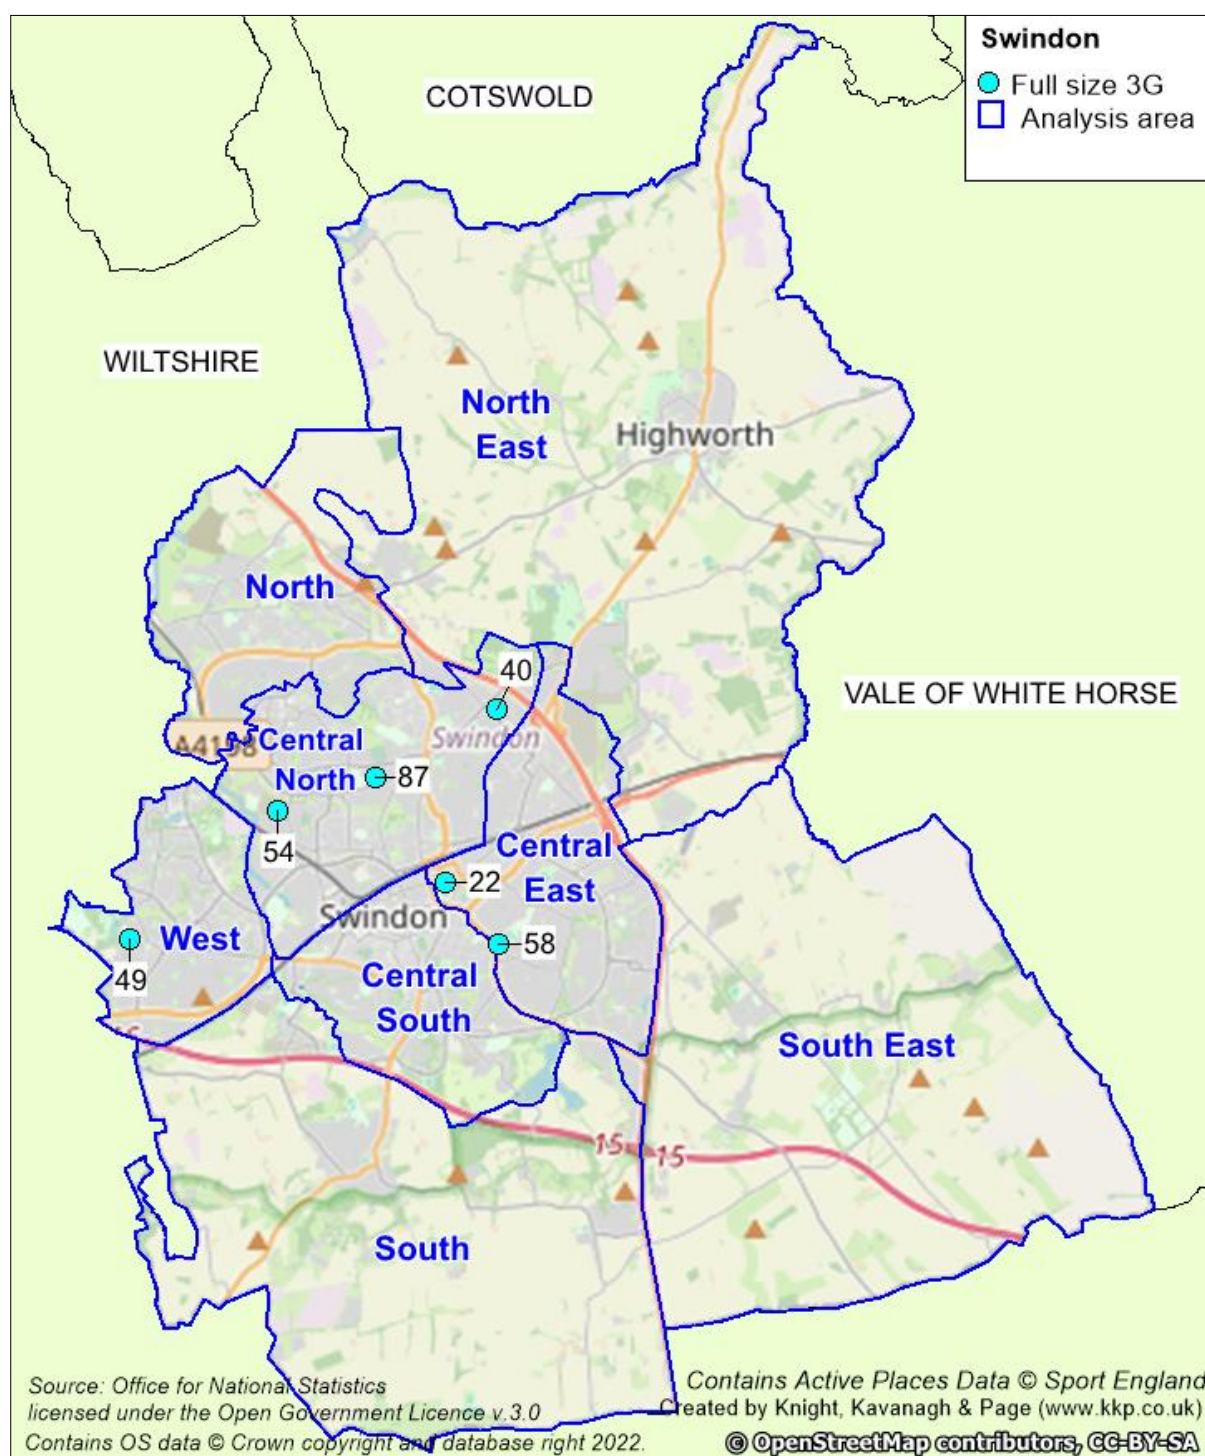 Swindon
Full size 3G
Analysis area
COTSWOLD
WILTSHIRE
North
East
Highworth
North
40
VALE OF WHITE HORSE
A4198
Swindon
Central
North
87
54
Central
East
22
Swindon
West
58
49
Central
South
16
South East
15
15
South
Source: Office for National Statistics
licensed under the Open Government Licence v.3.0
Contains OS data © Crown copyright and database right 2022.
Contains Active Places Data © Sport England
Created by Knight, Kavanagh & Page (www.kkp.co.uk)
© OpenStreetMap contributors, CC-BY-SA